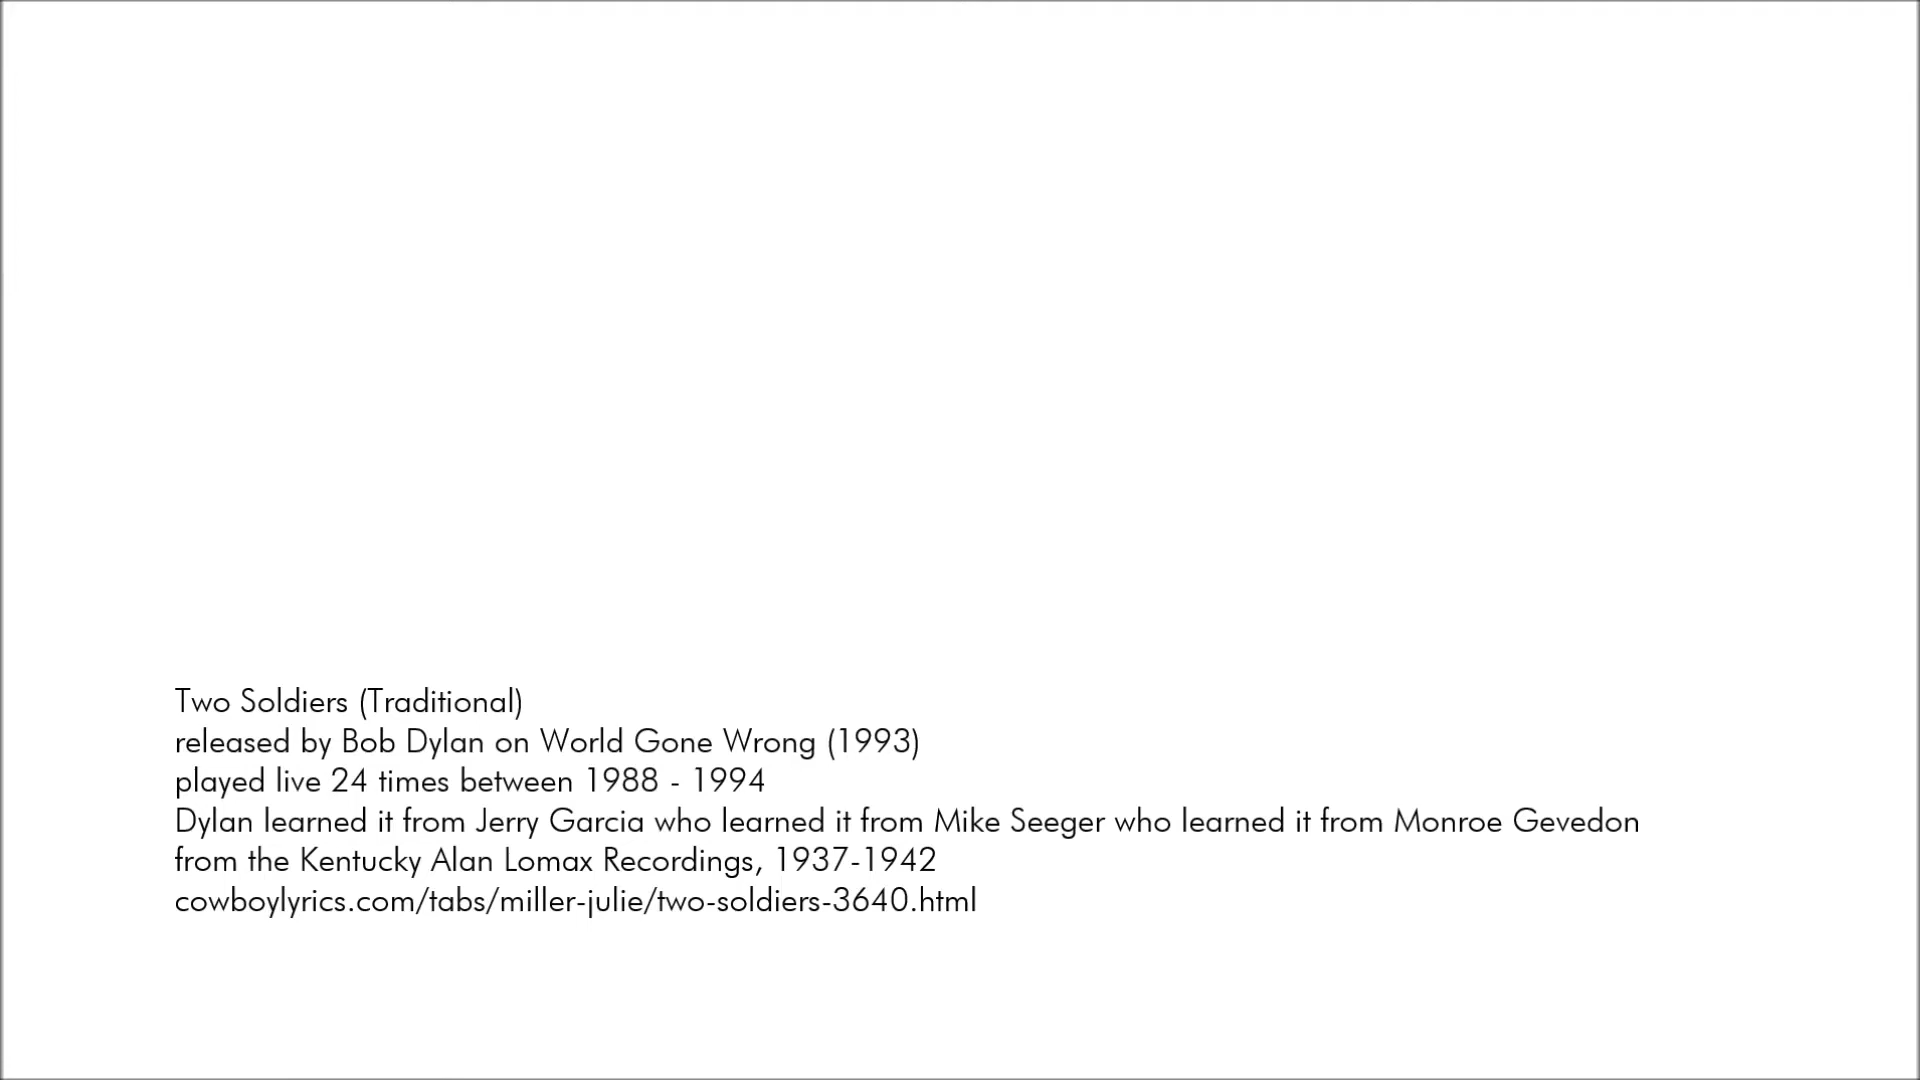 Two Soldiers (Traditional)
released by Bob Dylan on World Gone Wrong (1993)
played live 24 times between 1988 - 1994
Dylan learned it from Jerry Garcia who learned it from Mike Seeger who learned it from Monroe Gevedon
from the Kentucky Alan Lomax Recordings, 1937-1942
cowboylyrics.com/tabs/miller-julie/two-soldiers-3640.html